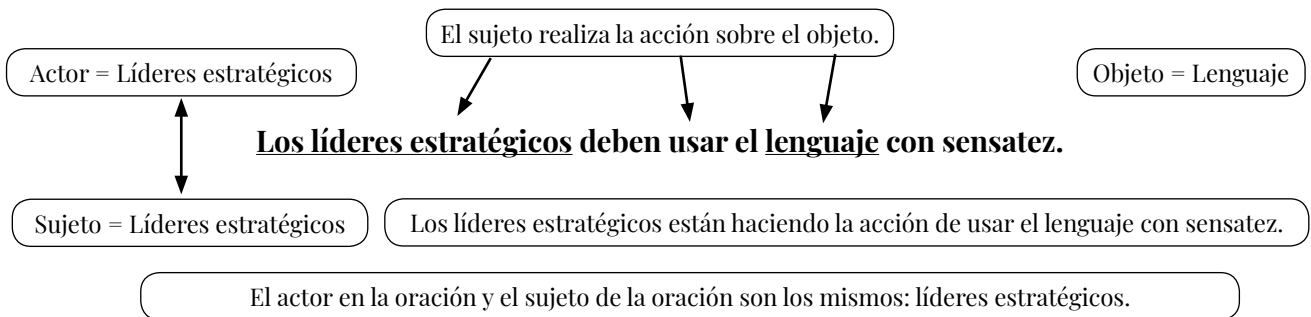 El sujeto realiza la acción sobre el objeto.
Actor = Líderes estratégicos
Objeto = Lenguaje
Los líderes estratégicos deben usar el lenguaje con sensatez.
Sujeto = Líderes estratégicos
Los líderes estratégicos están haciendo la acción de usar el lenguaje con sensatez.
El actor en la oración y el sujeto de la oración son los mismos: líderes estratégicos.